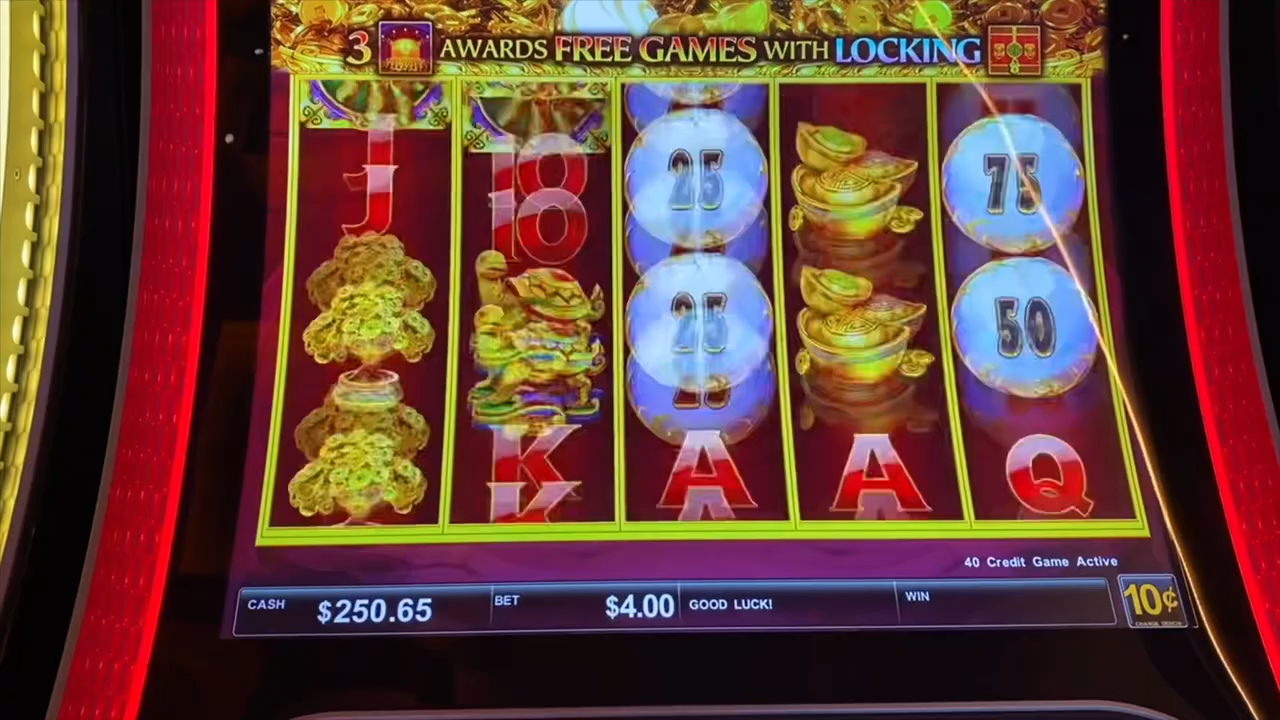 3 AWARDS FREE GAMES WITH LOCKING
J 10 25 75
10
25 50
K A A Q
K
40 Credit Game Active
CASH $250.65 BET $4.00 GOOD LUCK! WIN 10¢